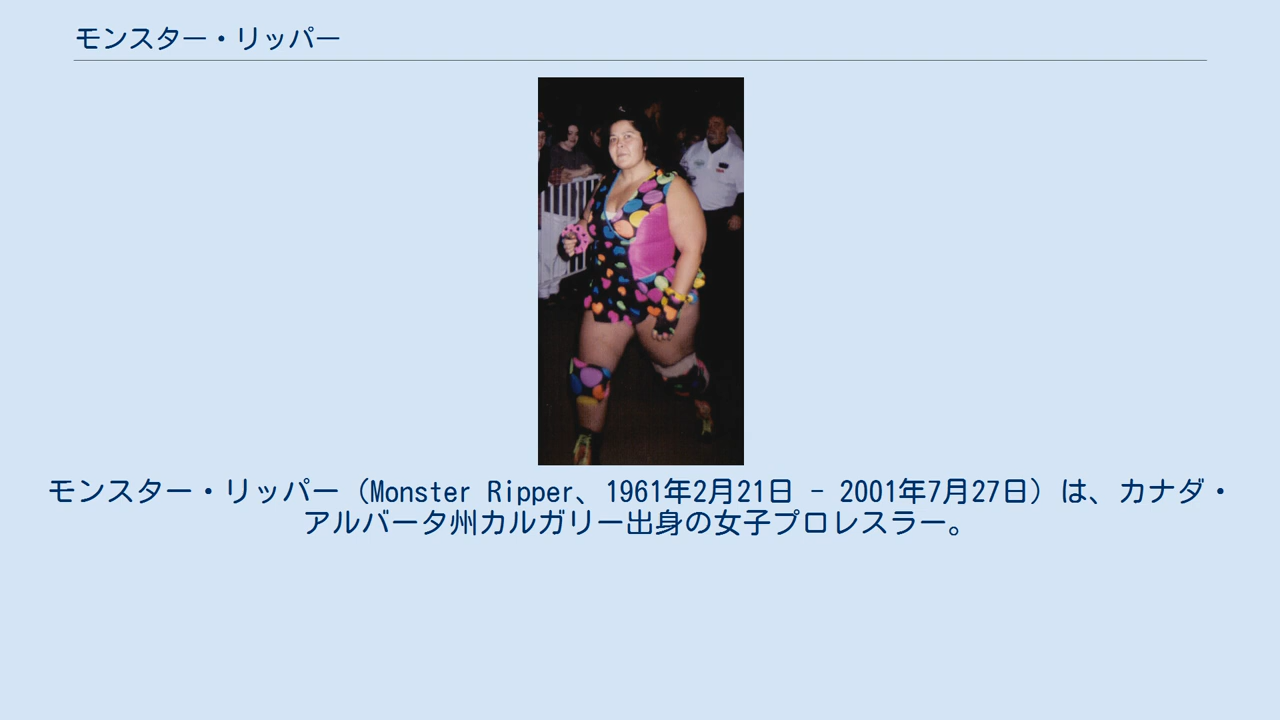 モンスター・リッパー
モンスター・リッパー（Monster Ripper、1961年2月21日 - 2001年7月27日）は、カナダ・
アルバータ州カルガリー出身の女子プロレスラー。